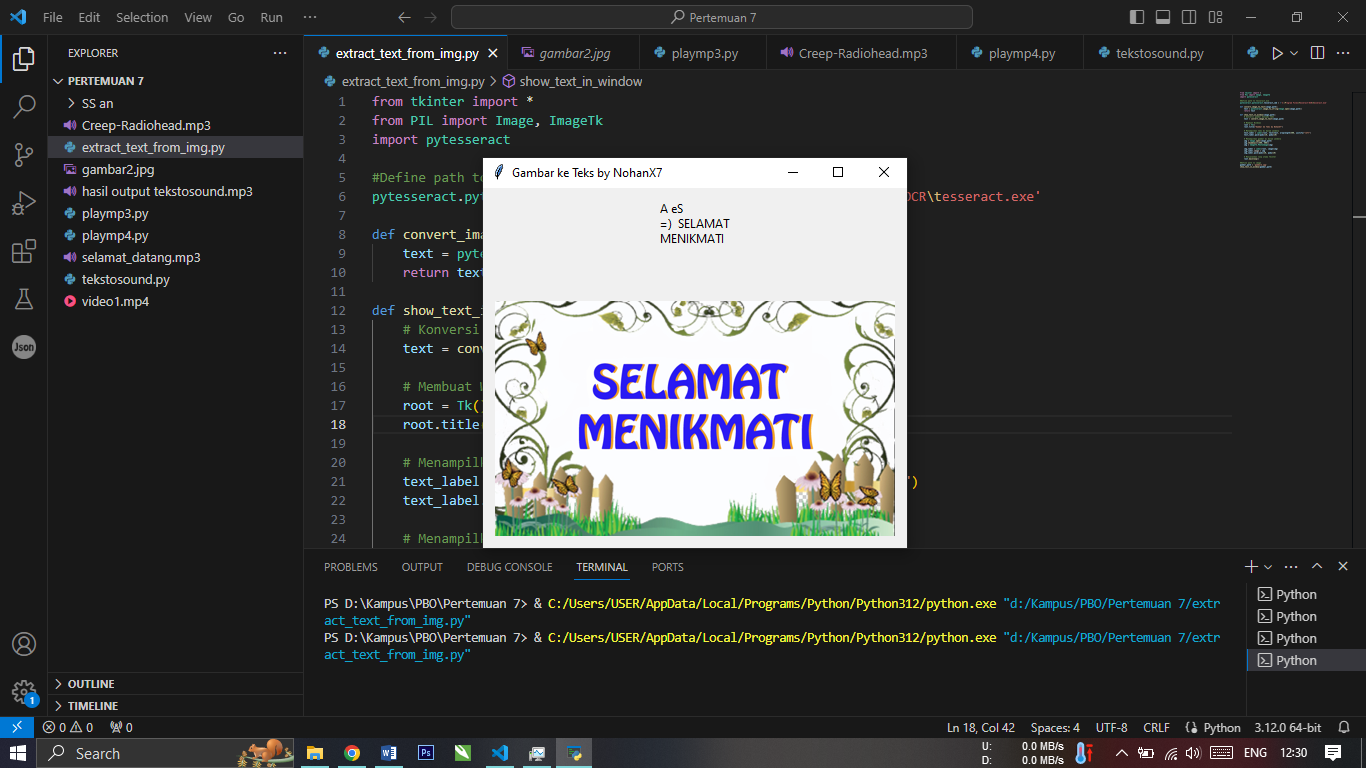 File Edit Selection View Go Run ···
Pertemuan 7
EXPLORER
PERTEMUAN 7
SS an
Creep-Radiohead.mp3
extract_text_from_img.py
gambar2.jpg
hasil output tekstosound.mp3
playmp3.py
playmp4.py
selamat_datang.mp3
tekstosound.py
video1.mp4
OUTLINE
TIMELINE
extract_text_from_img.py gambar2.jpg playmp3.py Creep-Radiohead.mp3 playmp4.py tekstosound.py
extract_text_from_img.py > show_text_in_window
1 from tkinter import *
2 from PIL import Image, ImageTk
3 import pytesseract
4
5 #Define path to
6 pytesseract.pyt OCR\tesseract.exe'
7
8 def convert_ima
9 text = pyte
10 return text
11
12 def show_text_i
13 # Konversi
14 text = conv
15
16 # Membuat W
17 root = Tk()
18 root.title(
19
20 # Menampilk
21 text_label ')
22 text_label
23
24 # Menampilk
Gambar ke Teks by NohanX7
A eS
=) SELAMAT
MENIKMATI
SELAMAT
MENIKMATI
PROBLEMS OUTPUT DEBUG CONSOLE TERMINAL PORTS
PS D:\Kampus\PBO\Pertemuan 7> & C:/Users/USER/AppData/Local/Programs/Python/Python312/python.exe "d:/Kampus/PBO/Pertemuan 7/extr
act_text_from_img.py"
PS D:\Kampus\PBO\Pertemuan 7> & C:/Users/USER/AppData/Local/Programs/Python/Python312/python.exe "d:/Kampus/PBO/Pertemuan 7/extr
act_text_from_img.py"
Python
Python
Python
Python
Json
1
0 0 0
Ln 18, Col 42 Spaces: 4 UTF-8 CRLF Python 3.12.0 64-bit
Search
U: 0.0 MB/s
D: 0.0 MB/s
ENG 12:30